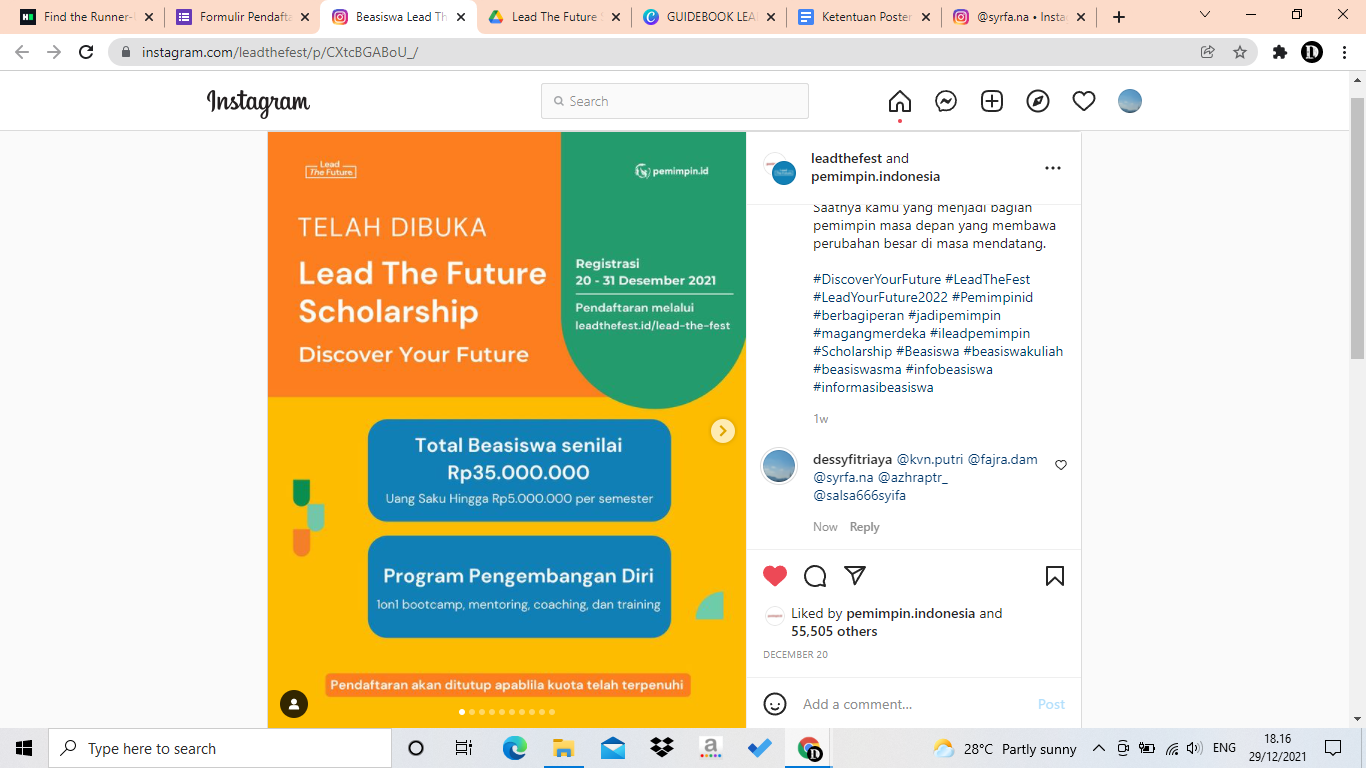 Find the Runner-
Formulir Pendafta
Beasiswa Lead Th
Lead The Future S
GUIDEBOOK LEA
Ketentuan Poster
@syrfa.na • Insta
instagram.com/leadthefest/p/CXtcBGABoU_/
Instagram
Search
Lead
The Future
pemimpin.id
TELAH DIBUKA
Lead The Future
Scholarship
Discover Your Future
Registrasi
20 - 31 Desember 2021
Pendaftaran melalui
leadthefest.id/lead-the-fest
Total Beasiswa senilai
Rp35.000.000
Uang Saku Hingga Rp5.000.000 per semester
Program Pengembangan Diri
1on1 bootcamp, mentoring, coaching, dan training
Pendaftaran akan ditutup apablila kuota telah terpenuhi
leadthefest and
pemimpin.indonesia
Saatnya kamu yang menjadi bagian
pemimpin masa depan yang membawa
perubahan besar di masa mendatang.
#DiscoverYourFuture #LeadTheFest
#LeadYourFuture2022 #Pemimpinid
#berbagiperan #jadipemimpin
#magangmerdeka #ileadpemimpin
#Scholarship #Beasiswa #beasiswakuliah
#beasiswasma #infobeasiswa
#informasibeasiswa
1w
dessyfitriaya @kvn.putri @fajra.dam
@syrfa.na @azhraptr_
@salsa666syifa
Now Reply
Liked by pemimpin.indonesia and
55,505 others
DECEMBER 20
Add a comment...
Post
Type here to search
28°C Partly sunny
ENG
18.16
29/12/2021